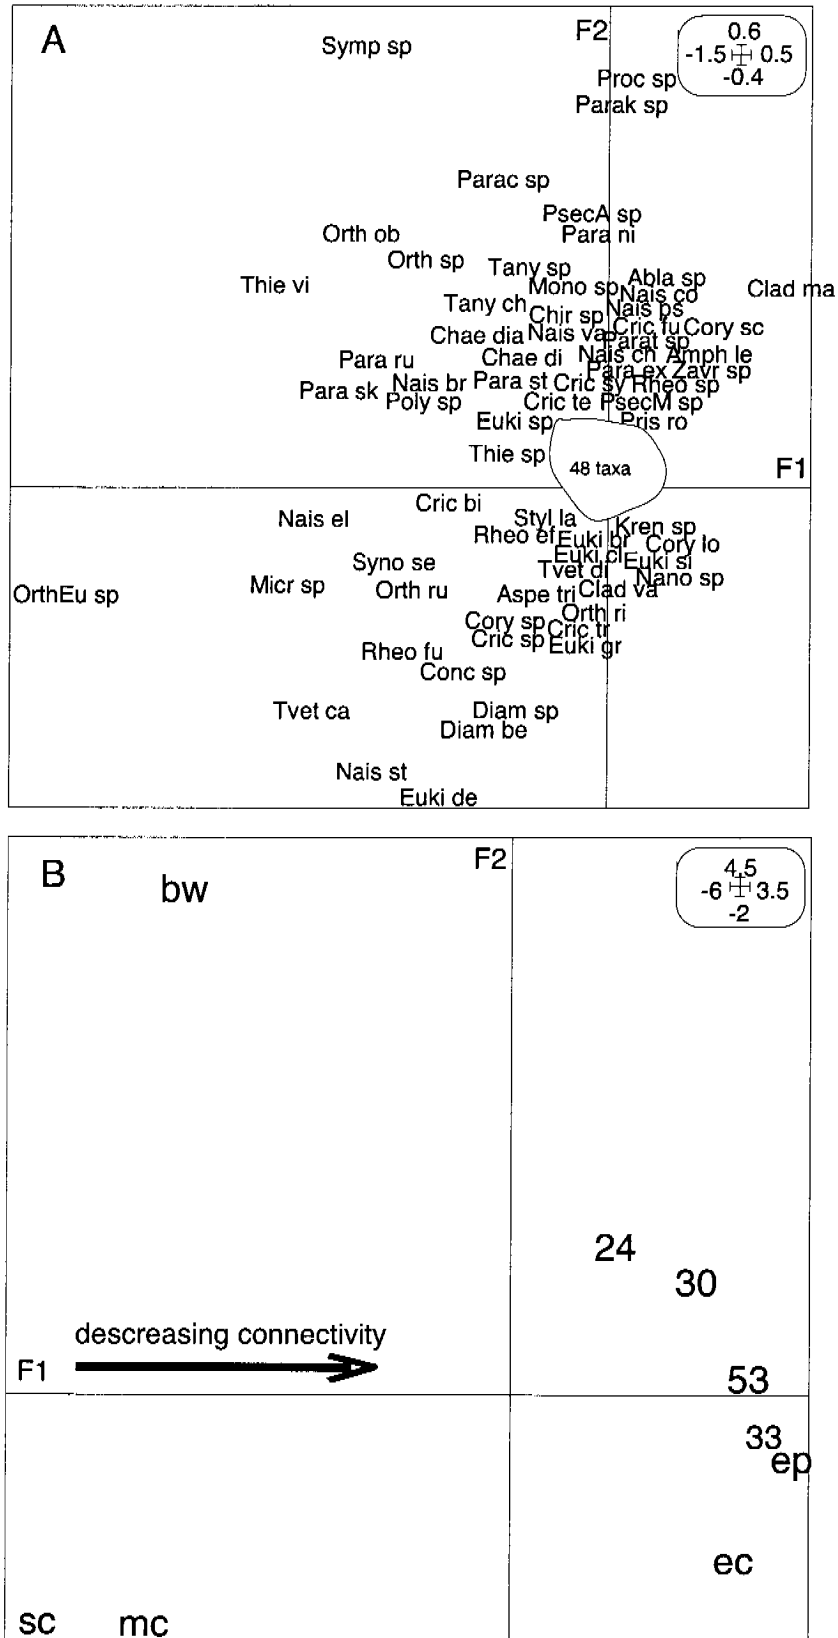 A
F2
0.6
-1.5 0.5
-0.4
Symp sp
Proc sp
Parak sp
Parac sp
PsecA sp
Para ni
Orth ob
Orth sp
Tany sp
Abla sp
Thie vi
Mono sp
Clad ma
Nais co
Tany ch
Nais ps
Chir sp
Cric fu
Cory sc
Chae dia
Nais va
Parat sp
Chae di
Nais ch
Amph le
Para ru
Para ex
Zavr sp
Nais br
Para st
Cric sy
Rheo sp
Para sk
Poly sp
Cric te
PsecM sp
Euki sp
Pris ro
Thie sp
48 taxa
F1
Cric bi
Nais el
Styl la
Kren sp
Rheo ef
Euki br
Cory lo
Euki cl
Euki si
Syno se
Tvet di
Nano sp
Micr sp
Orth ru
Clad va
OrthEu sp
Aspe tri
Orth ri
Cory sp
Cric tr
Cric sp
Euki gr
Rheo fu
Conc sp
Tvet ca
Diam sp
Diam be
Nais st
Euki de
B
F2
4.5
-6 3.5
-2
bw
24
30
descreasing connectivity
F1
53
33
ep
ec
sc
mc